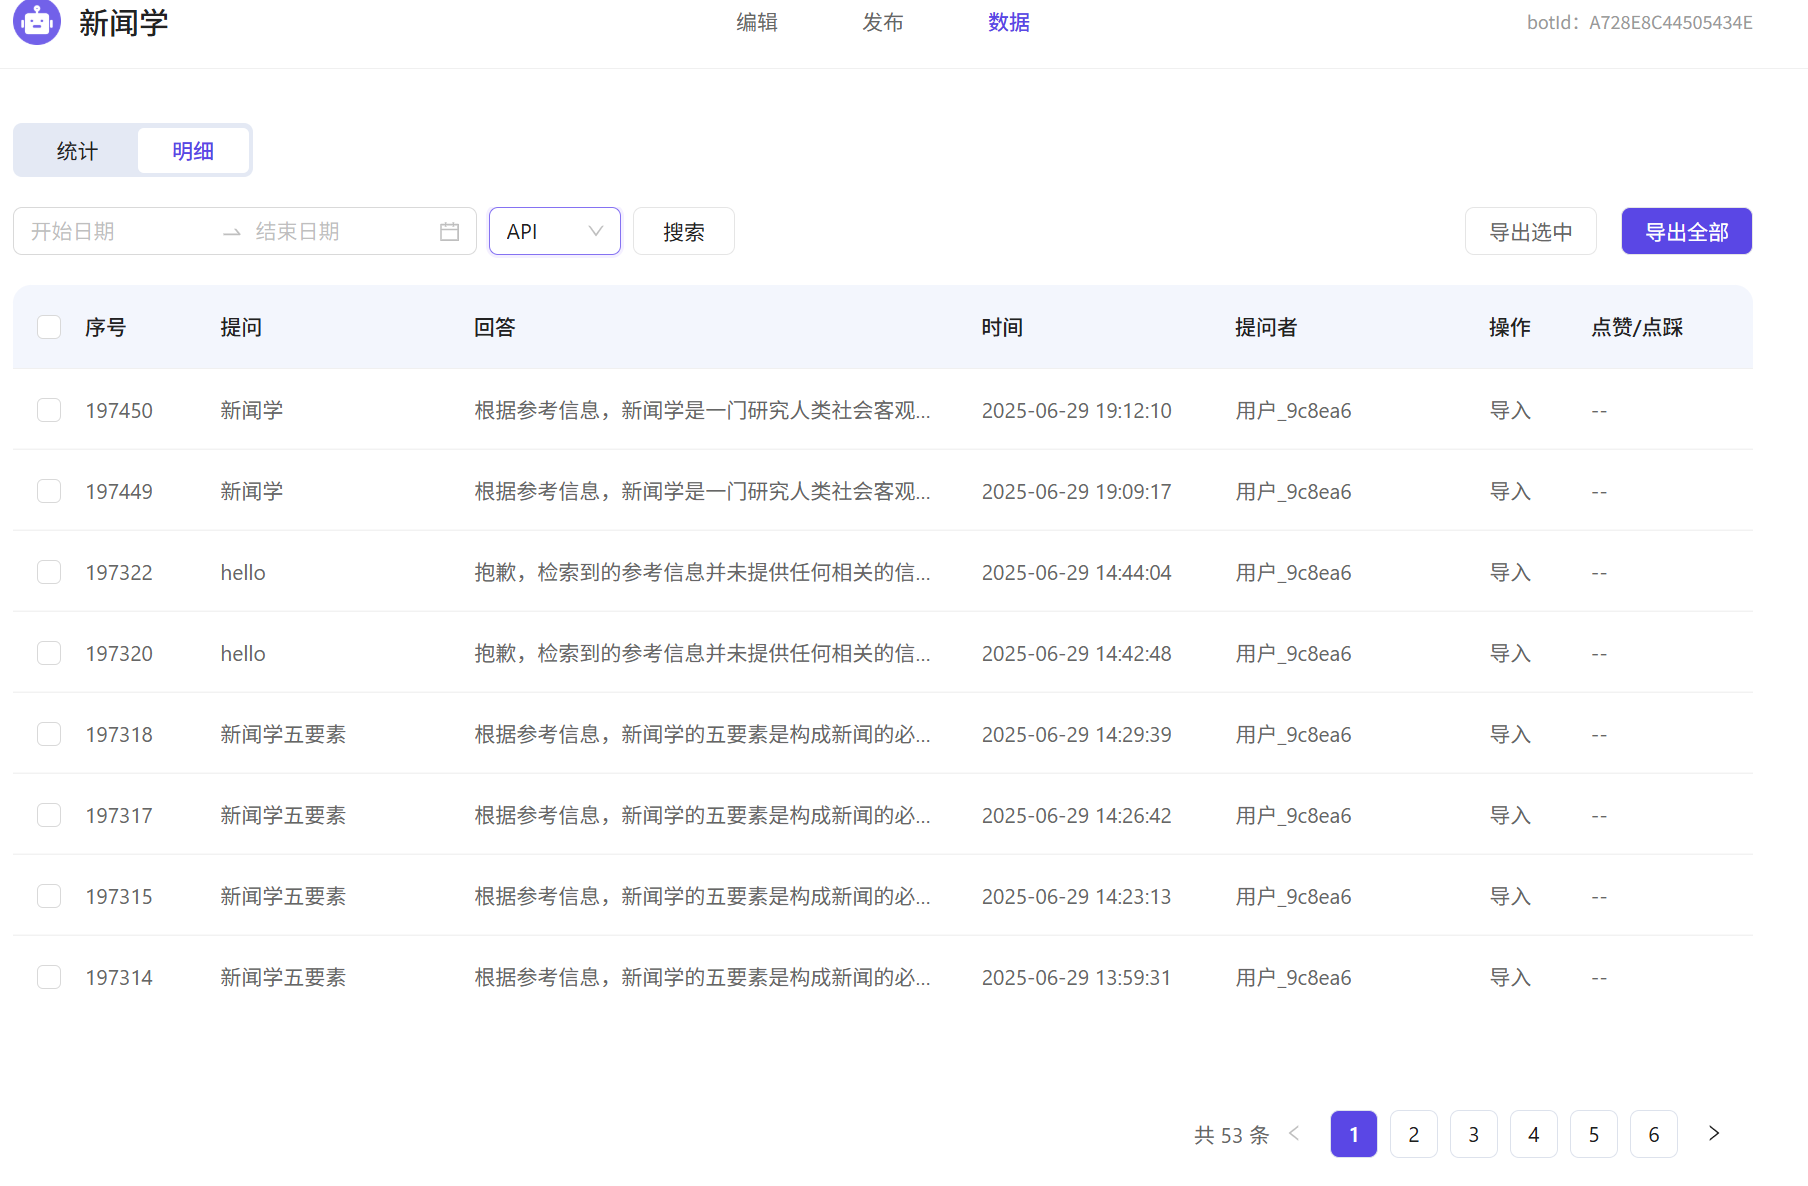 新闻学 编辑 发布 数据 botId：A728E8C44505434E
统计 明细
开始日期 结束日期 API 搜索 导出选中 导出全部
序号 提问 回答 时间 提问者 操作 点赞/点踩
197450 新闻学 根据参考信息，新闻学是一门研究人类社会客观... 2025-06-29 19:12:10 用户_9c8ea6 导入 --
197449 新闻学 根据参考信息，新闻学是一门研究人类社会客观... 2025-06-29 19:09:17 用户_9c8ea6 导入 --
197322 hello 抱歉，检索到的参考信息并未提供任何相关的信... 2025-06-29 14:44:04 用户_9c8ea6 导入 --
197320 hello 抱歉，检索到的参考信息并未提供任何相关的信... 2025-06-29 14:42:48 用户_9c8ea6 导入 --
197318 新闻学五要素 根据参考信息，新闻学的五要素是构成新闻的必... 2025-06-29 14:29:39 用户_9c8ea6 导入 --
197317 新闻学五要素 根据参考信息，新闻学的五要素是构成新闻的必... 2025-06-29 14:26:42 用户_9c8ea6 导入 --
197315 新闻学五要素 根据参考信息，新闻学的五要素是构成新闻的必... 2025-06-29 14:23:13 用户_9c8ea6 导入 --
197314 新闻学五要素 根据参考信息，新闻学的五要素是构成新闻的必... 2025-06-29 13:59:31 用户_9c8ea6 导入 --
共 53 条 < 1 2 3 4 5 6 >